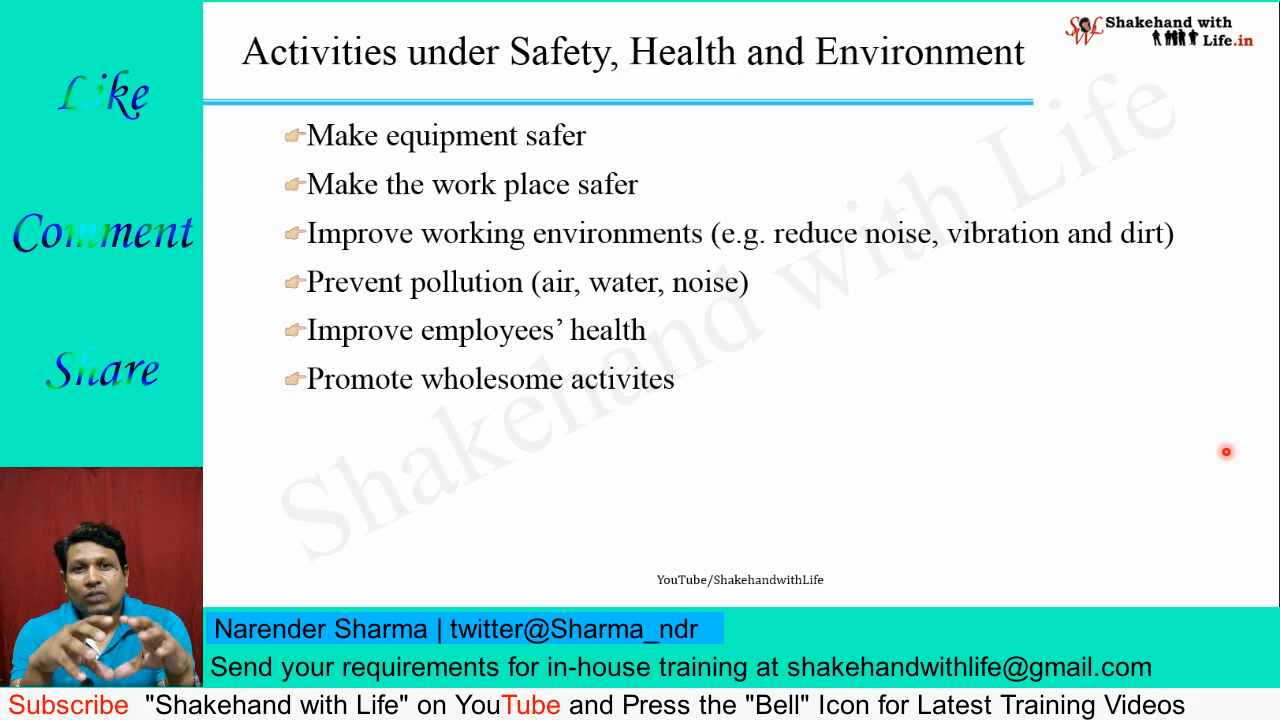 Shakehand with
Life.in
Activities under Safety, Health and Environment
Like
Comment
Share
Make equipment safer
Make the work place safer
Improve working environments (e.g. reduce noise, vibration and dirt)
Prevent pollution (air, water, noise)
Improve employees’ health
Promote wholesome activites
Shakehand with Life
YouTube/ShakehandwithLife
Narender Sharma | twitter@Sharma_ndr
Send your requirements for in-house training at shakehandwithlife@gmail.com
Subscribe "Shakehand with Life" on YouTube and Press the "Bell" Icon for Latest Training Videos